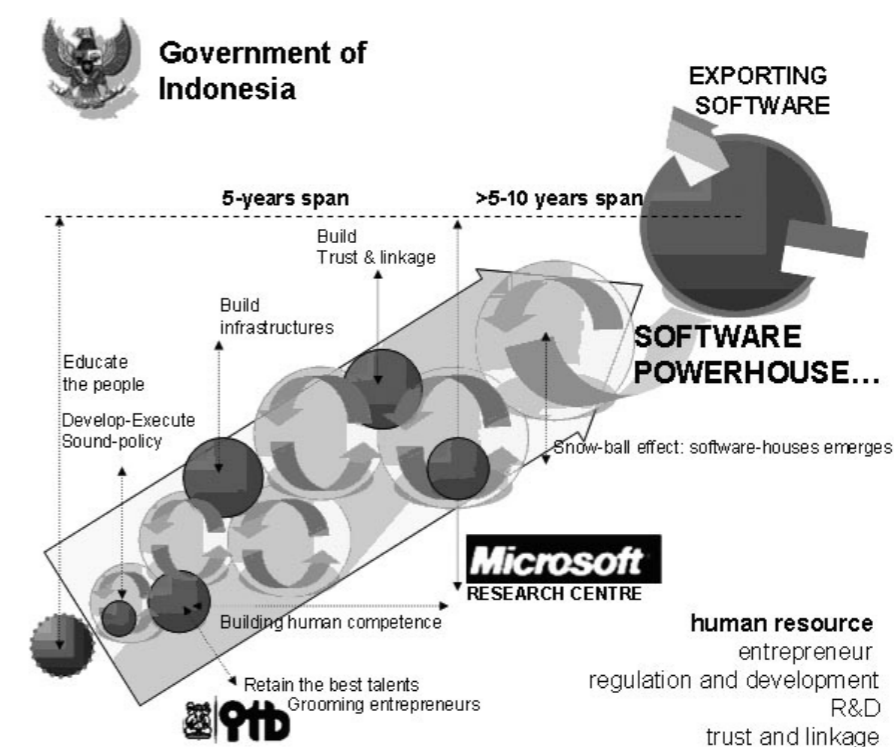 Government of
Indonesia
EXPORTING
SOFTWARE
5-years span
>5-10 years span
Build
Trust & linkage
Build
infrastructures
Educate
the people
Develop-Execute
Sound-policy
SOFTWARE
POWERHOUSE...
Snow-ball effect: software-houses emerges
Microsoft
RESEARCH CENTRE
Building human competence
Retain the best talents
Grooming entrepreneurs
itb
human resource
entrepreneur
regulation and development
R&D
trust and linkage